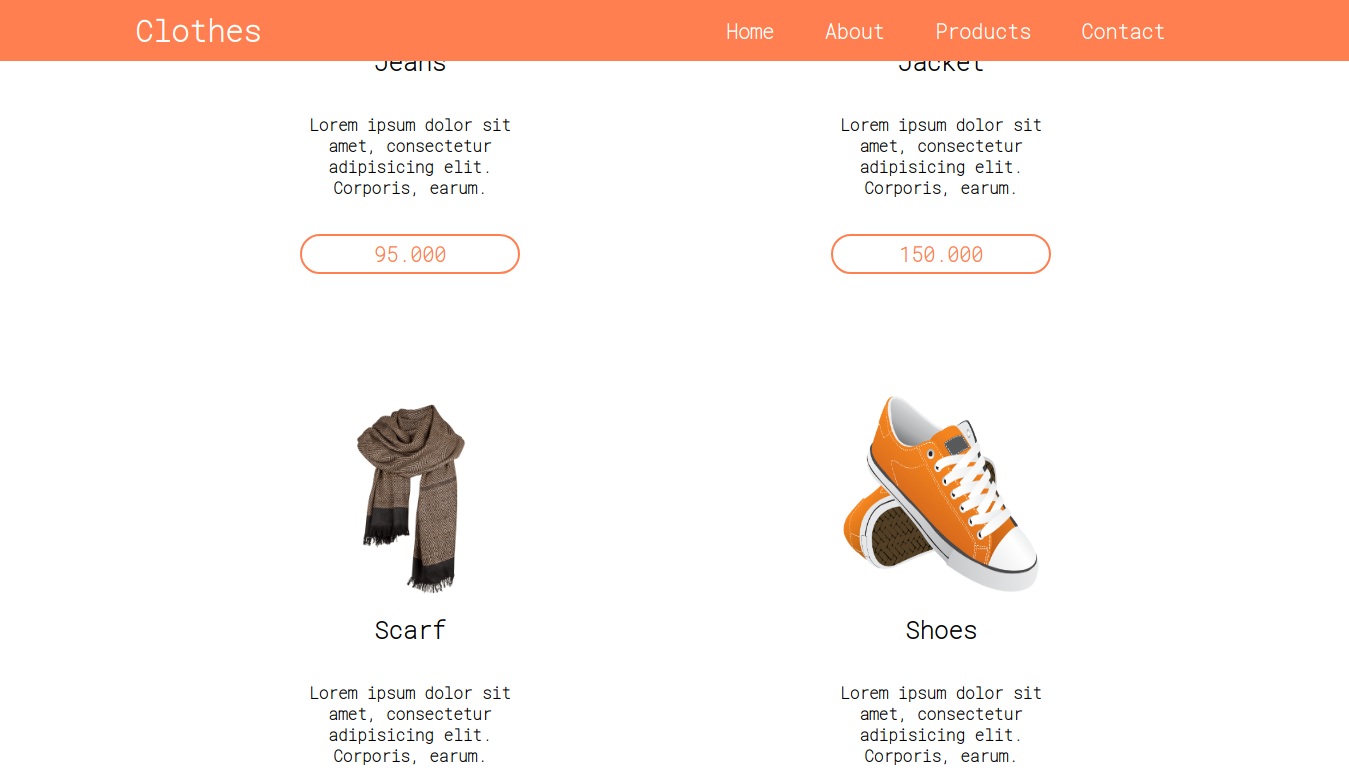 Clothes
Home About Products Contact
Jeans
Lorem ipsum dolor sit
amet, consectetur
adipisicing elit.
Corporis, earum.
95.000
Jacket
Lorem ipsum dolor sit
amet, consectetur
adipisicing elit.
Corporis, earum.
150.000
Scarf
Lorem ipsum dolor sit
amet, consectetur
adipisicing elit.
Corporis, earum.
Shoes
Lorem ipsum dolor sit
amet, consectetur
adipisicing elit.
Corporis, earum.